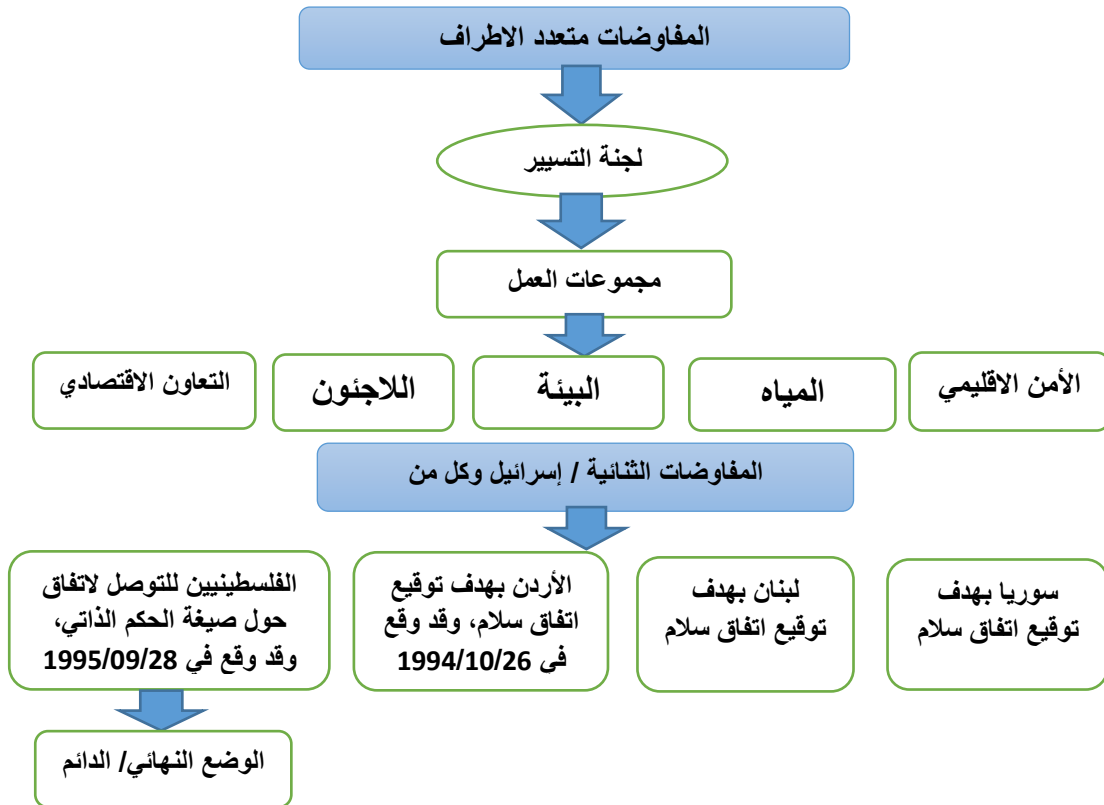 المفاوضات متعدد الاطراف
لجنة التسيير
مجموعات العمل
الأمن الاقليمي
المياه
البيئة
اللاجئون
التعاون الاقتصادي
المفاوضات الثنائية / إسرائيل وكل من
سوريا بهدف
توقيع اتفاق سلام
لبنان بهدف
توقيع اتفاق سلام
الأردن بهدف توقيع
اتفاق سلام، وقد وقع
في 1994/10/26
الفلسطينيين للتوصل لاتفاق
حول صيغة الحكم الذاتي،
وقد وقع في 1995/09/28
الوضع النهائي/ الدائم